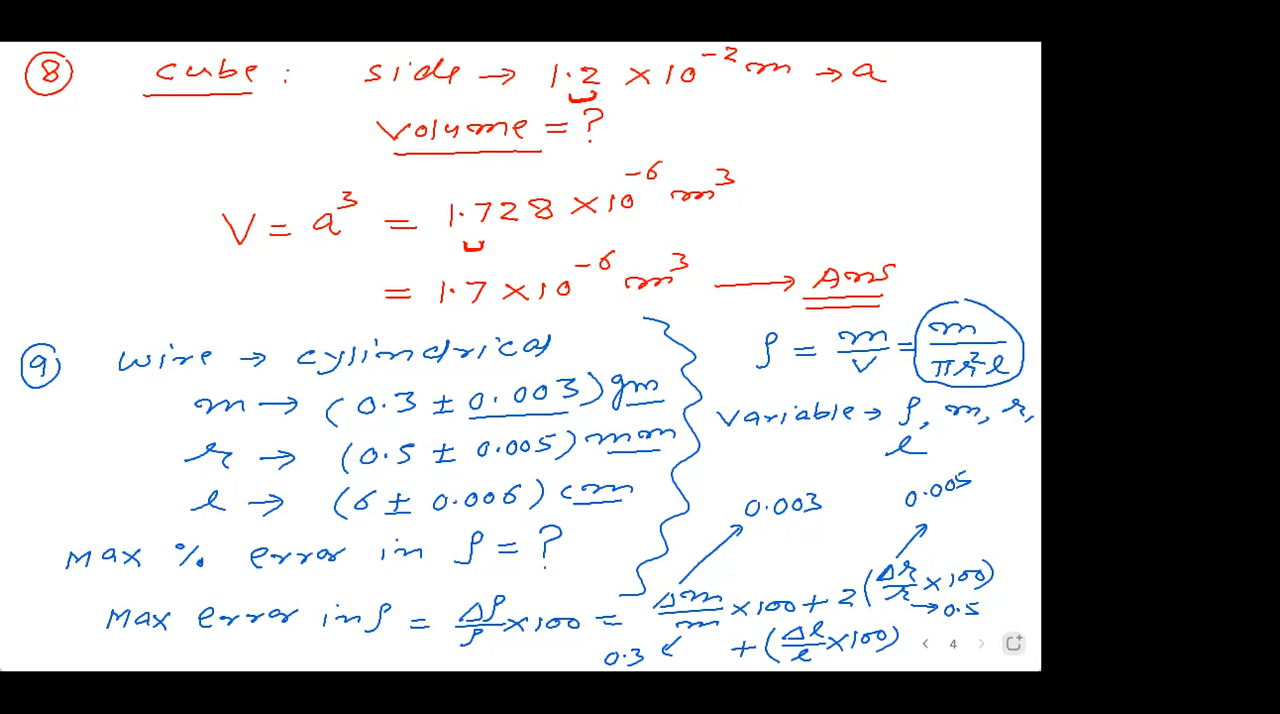 ⑧ Cube : side → 1.2 × 10⁻² m → a
Volume = ?
V = a³ = 1.728 × 10⁻⁶ m³
= 1.7 × 10⁻⁶ m³ → Ans
⑨ wire → cylindrical
m → (0.3 ± 0.003) gm
r → (0.5 ± 0.005) mm
l → (6 ± 0.006) cm
Max % error in ρ = ?
ρ = m/V = m/πr²l
Variable → ρ, m, r,
l
0.003
0.005
Max error in ρ = Δρ/ρ × 100 = Δm/m × 100 + 2 (Δr/r × 100)
→ 0.5
0.3
+ (Δl/l × 100)
< 4 >